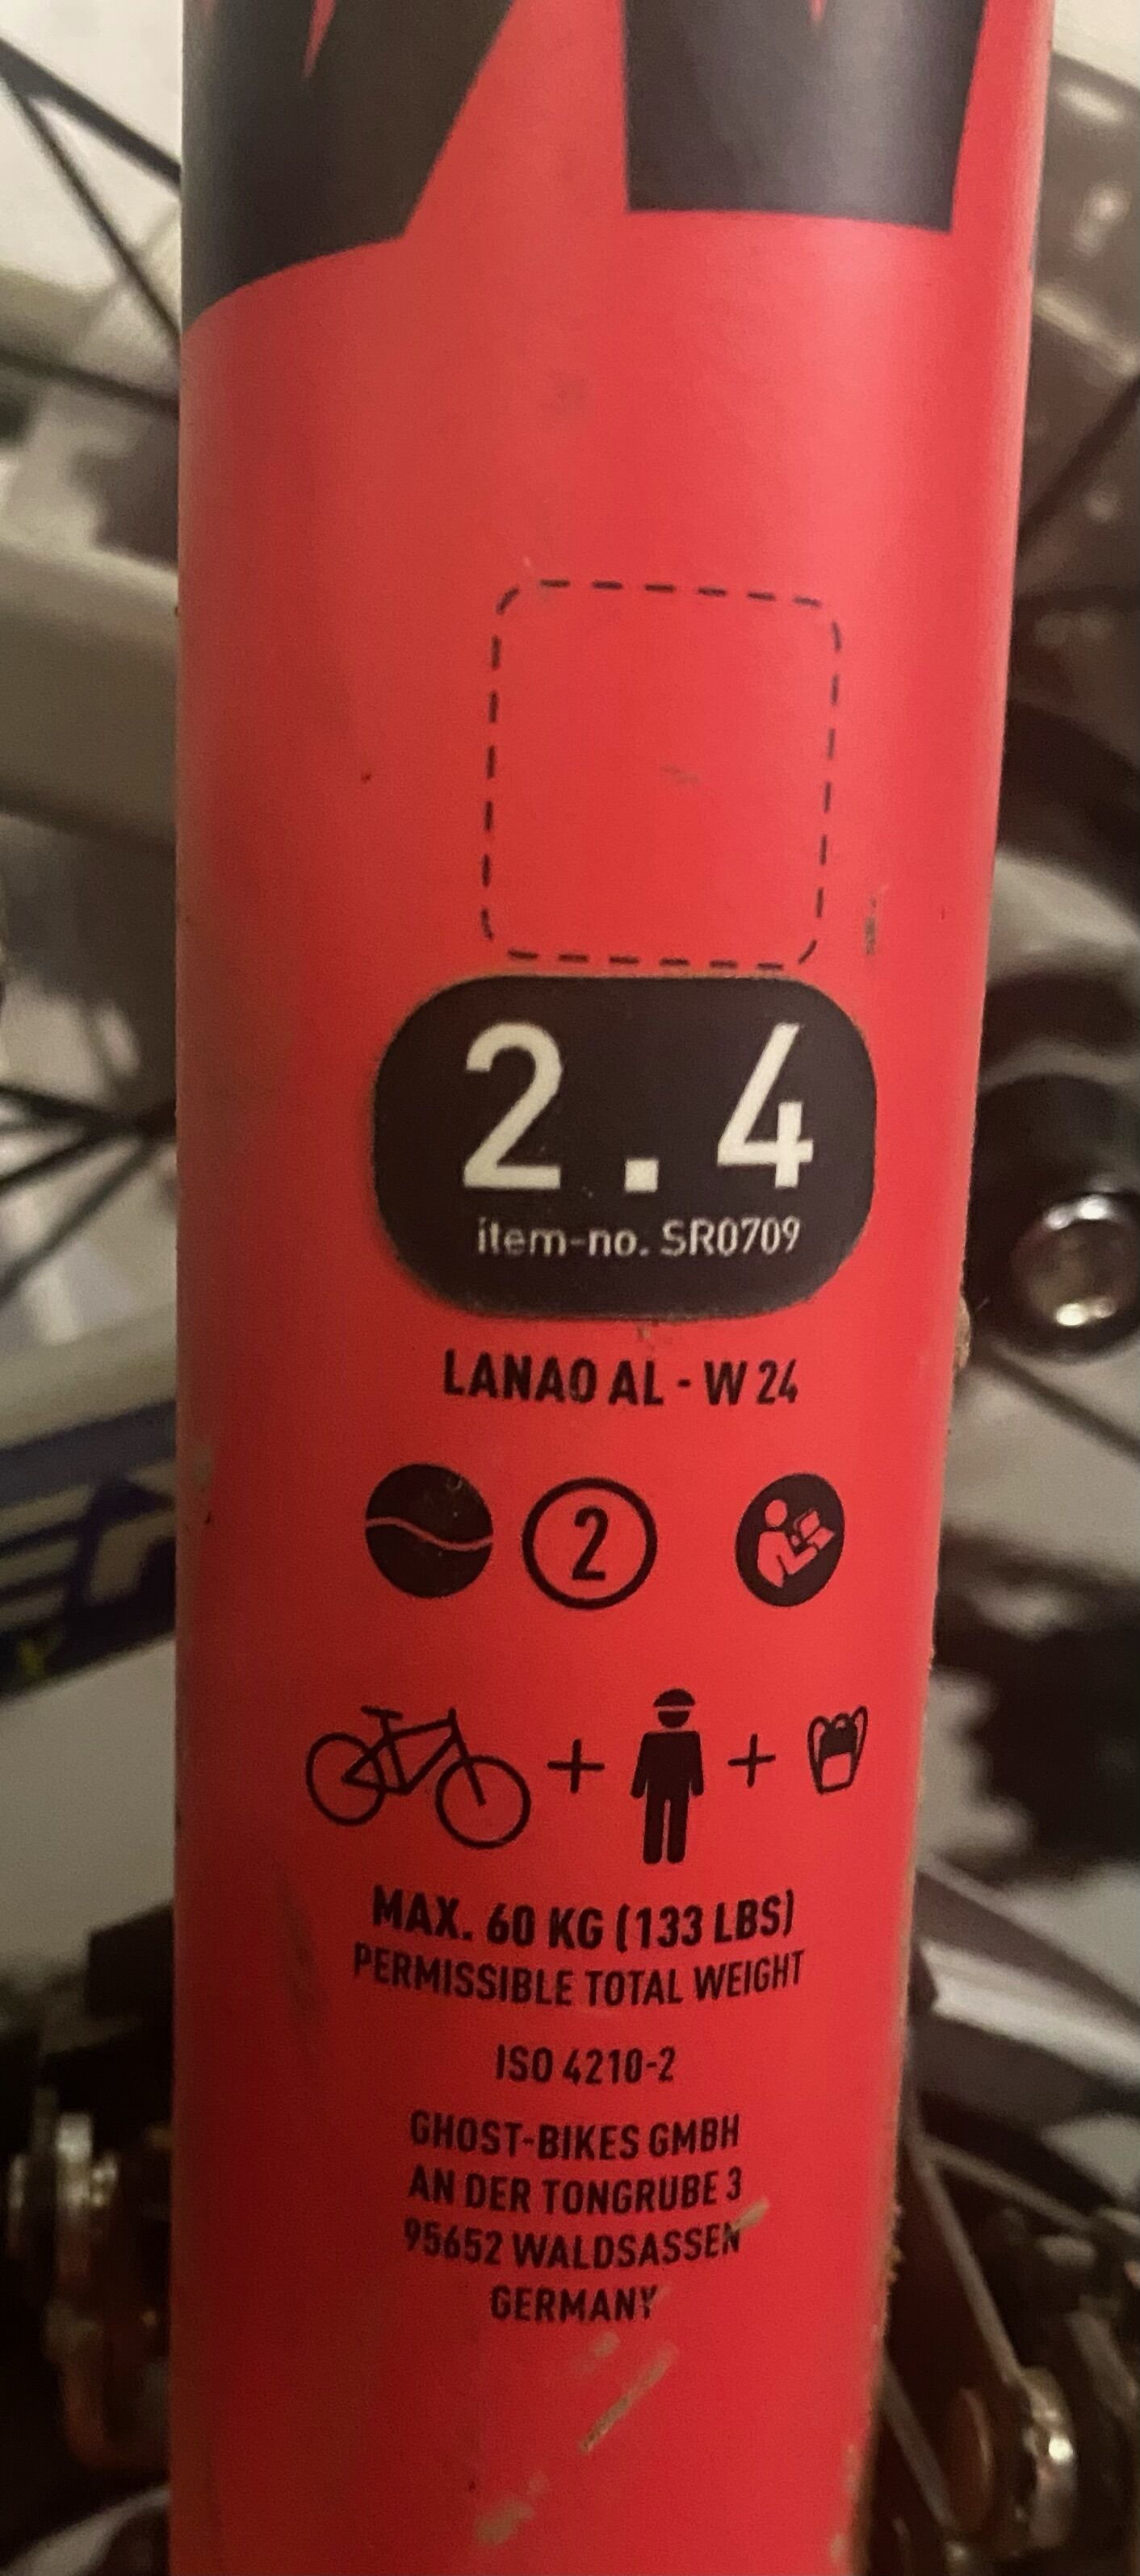 2.4
item-no. SR0709
LANAO AL - W 24
2
+ +
MAX. 60 KG (133 LBS)
PERMISSIBLE TOTAL WEIGHT
ISO 4210-2
GHOST-BIKES GMBH
AN DER TONGRUBE 3
95652 WALDSASSEN
GERMANY